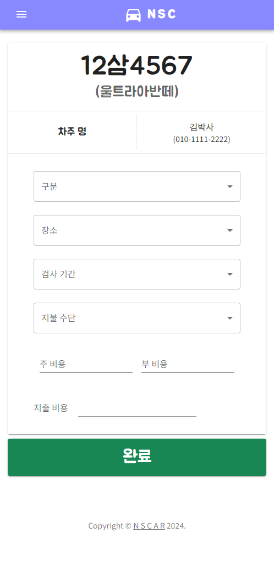 NSC
12삼4567
(울트라아반떼)
차주 명
김박사
(010-1111-2222)
구분
장소
검사 기간
지불 수단
주 비용
부 비용
지출 비용
완료
Copyright © N S C A R 2024.